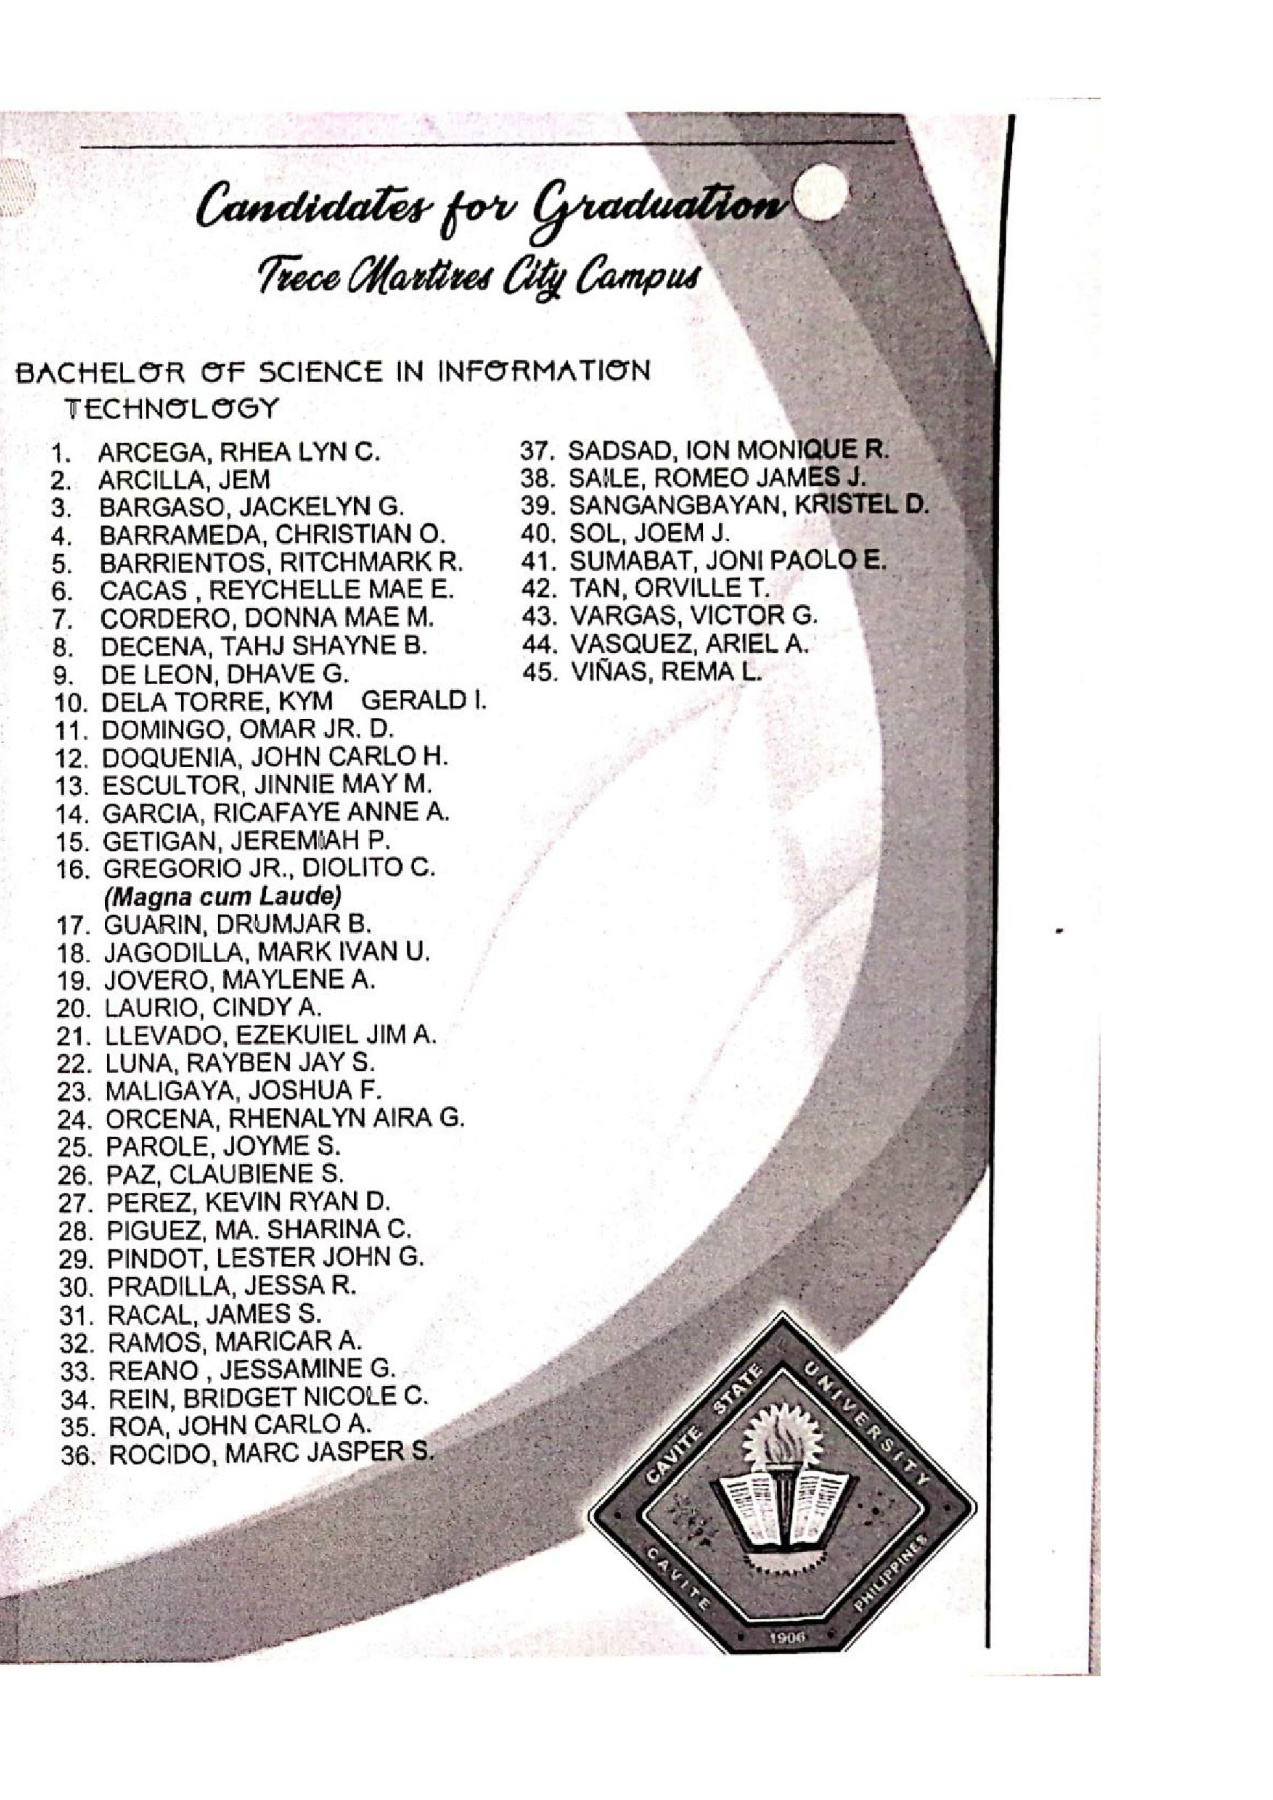 Candidates for Graduation
Trece Martires City Campus
BACHELOR OF SCIENCE IN INFORMATION
TECHNOLOGY
1. ARCEGA, RHEA LYN C.
2. ARCILLA, JEM
3. BARGASO, JACKELYN G.
4. BARRAMEDA, CHRISTIAN O.
5. BARRIENTOS, RITCHMARK R.
6. CACAS , REYCHELLE MAE E.
7. CORDERO, DONNA MAE M.
8. DECENA, TAHJ SHAYNE B.
9. DE LEON, DHAVE G.
10. DELA TORRE, KYM GERALD I.
11. DOMINGO, OMAR JR. D.
12. DOQUENIA, JOHN CARLO H.
13. ESCULTOR, JINNIE MAY M.
14. GARCIA, RICAFAYE ANNE A.
15. GETIGAN, JEREMIAH P.
16. GREGORIO JR., DIOLITO C.
(Magna cum Laude)
17. GUARIN, DRUMJAR B.
18. JAGODILLA, MARK IVAN U.
19. JOVERO, MAYLENE A.
20. LAURIO, CINDY A.
21. LLEVADO, EZEKUIEL JIM A.
22. LUNA, RAYBEN JAY S.
23. MALIGAYA, JOSHUA F.
24. ORCENA, RHENALYN AIRA G.
25. PAROLE, JOYME S.
26. PAZ, CLAUBIENE S.
27. PEREZ, KEVIN RYAN D.
28. PIGUEZ, MA. SHARINA C.
29. PINDOT, LESTER JOHN G.
30. PRADILLA, JESSA R.
31. RACAL, JAMES S.
32. RAMOS, MARICAR A.
33. REANO , JESSAMINE G.
34. REIN, BRIDGET NICOLE C.
35. ROA, JOHN CARLO A.
36. ROCIDO, MARC JASPER S.
37. SADSAD, ION MONIQUE R.
38. SAILE, ROMEO JAMES J.
39. SANGANGBAYAN, KRISTEL D.
40. SOL, JOEM J.
41. SUMABAT, JONI PAOLO E.
42. TAN, ORVILLE T.
43. VARGAS, VICTOR G.
44. VASQUEZ, ARIEL A.
45. VIÑAS, REMA L.
CAVITE STATE UNIVERSITY
CAVITE PHILIPPINES
1906